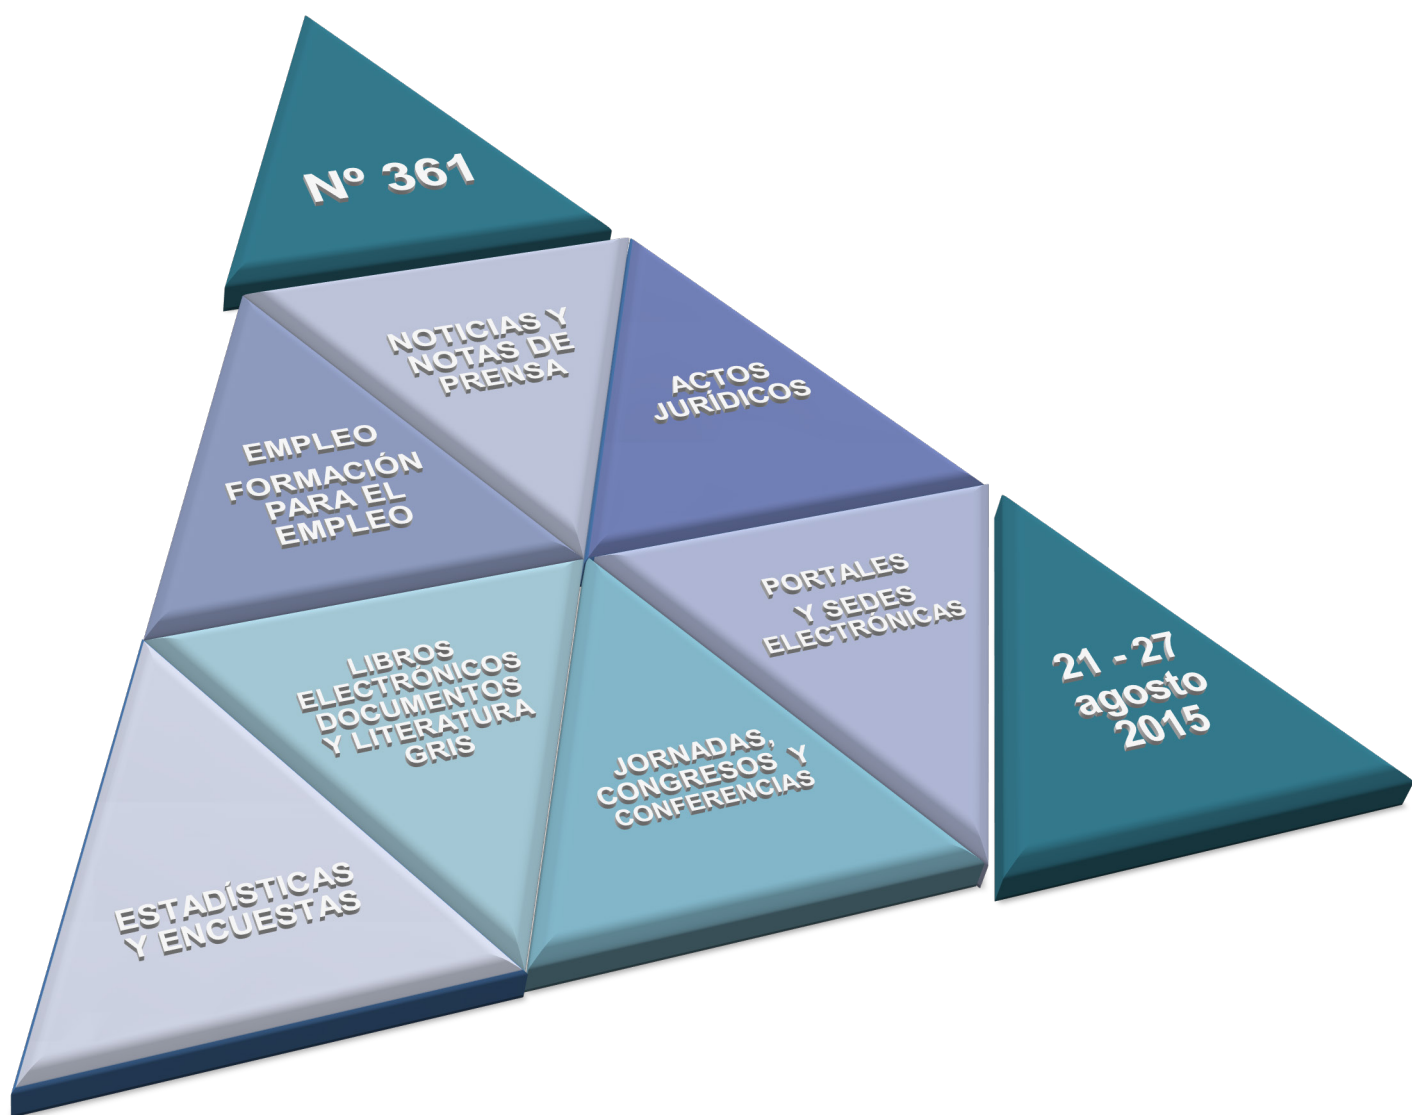 Nº 361
NOTICIAS Y
NOTAS DE
PRENSA
ACTOS
JURÍDICOS
EMPLEO
FORMACIÓN
PARA EL
EMPLEO
PORTALES
Y SEDES
ELECTRÓNICAS
21 - 27
agosto
2015
LIBROS
ELECTRÓNICOS
DOCUMENTOS
Y LITERATURA
GRIS
JORNADAS,
CONGRESOS Y
CONFERENCIAS
ESTADÍSTICAS
Y ENCUESTAS